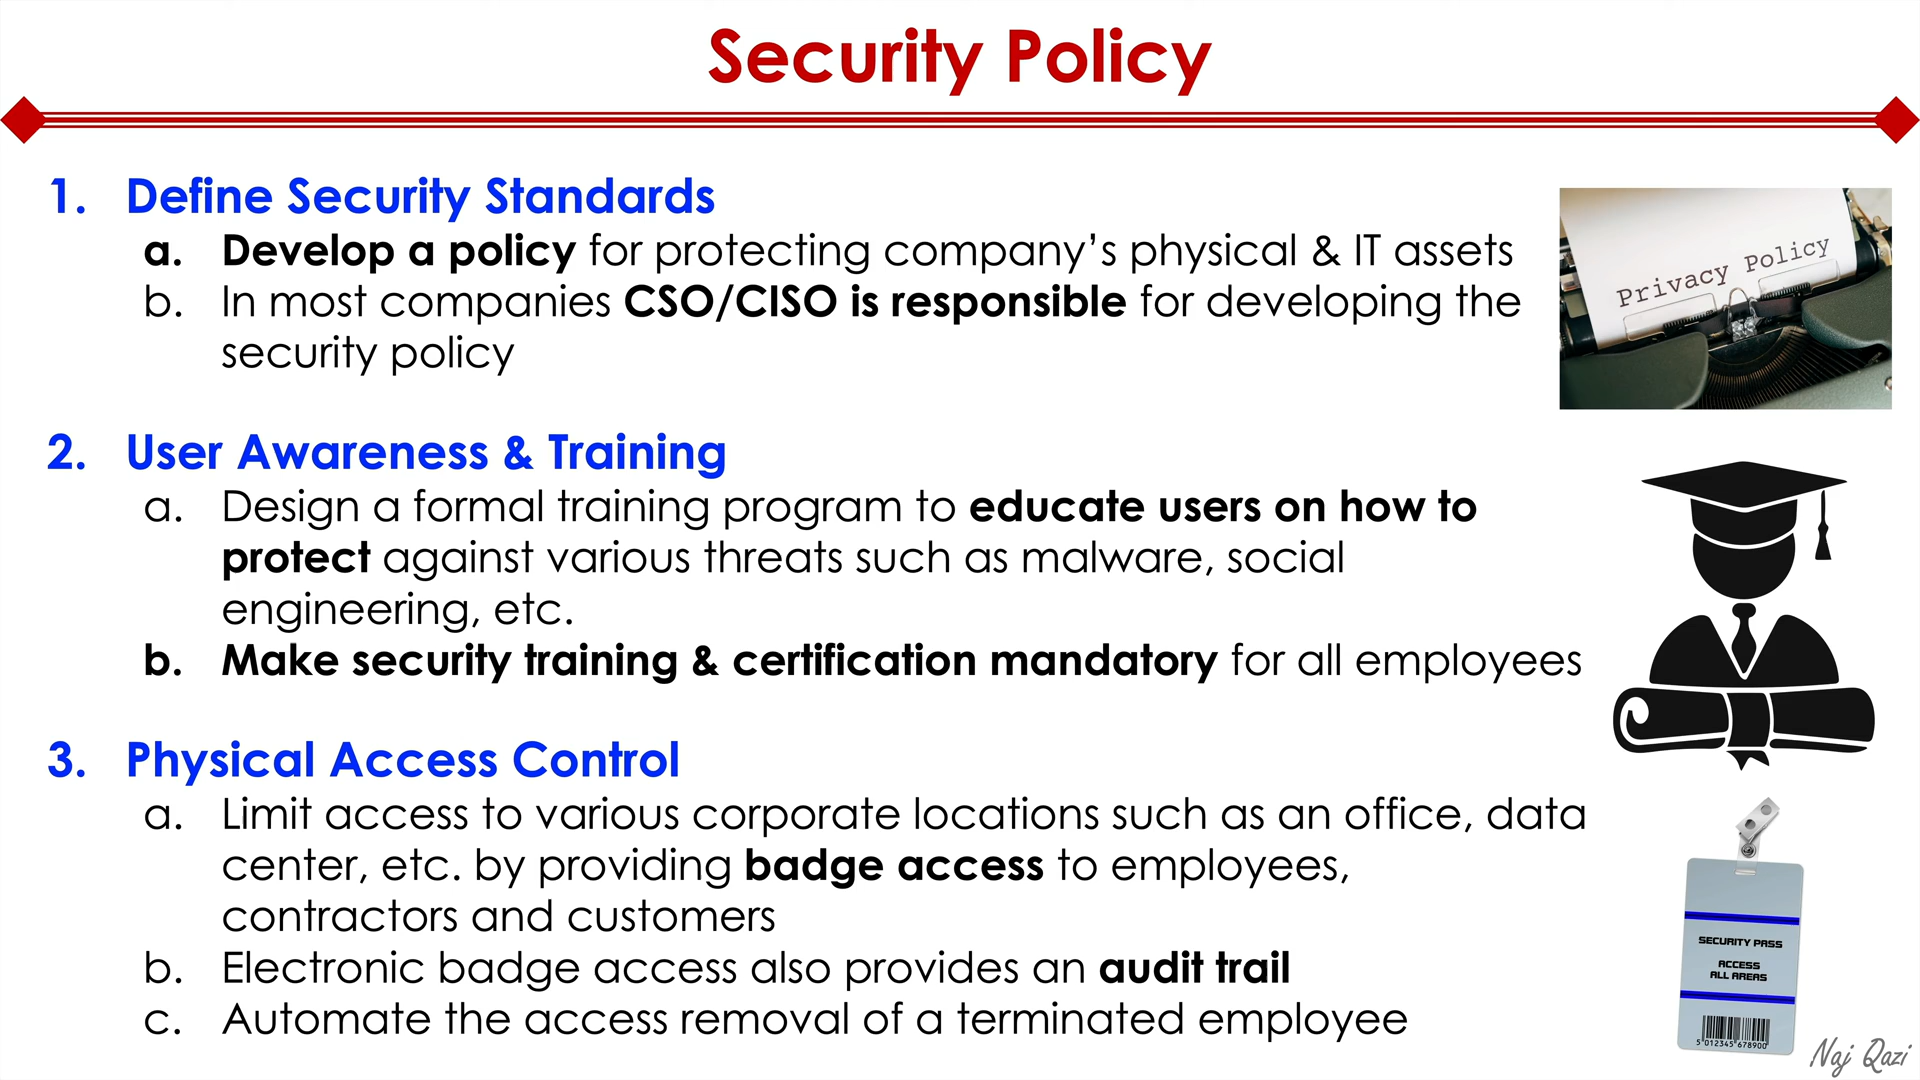 Security Policy
1. Define Security Standards
a. Develop a policy for protecting company’s physical & IT assets
b. In most companies CSO/CISO is responsible for developing the
security policy
Privacy Policy
2. User Awareness & Training
a. Design a formal training program to educate users on how to
protect against various threats such as malware, social
engineering, etc.
b. Make security training & certification mandatory for all employees
3. Physical Access Control
a. Limit access to various corporate locations such as an office, data
center, etc. by providing badge access to employees,
contractors and customers
b. Electronic badge access also provides an audit trail
c. Automate the access removal of a terminated employee
SECURITY PASS
ACCESS
ALL AREAS
5 012345 678900
Naj Qazi